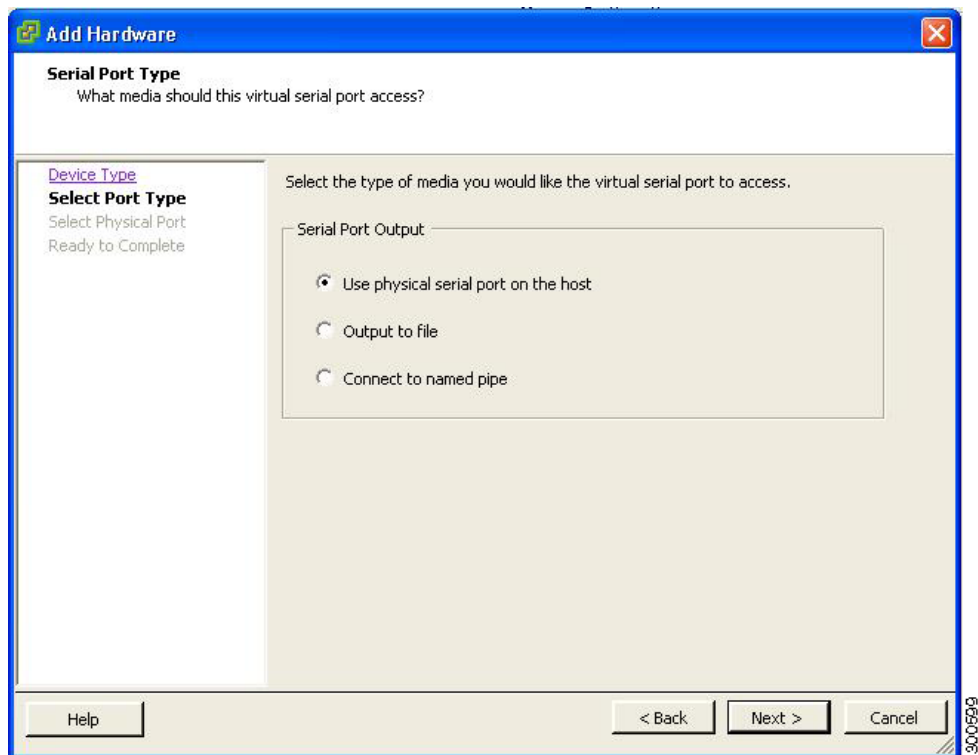 Add Hardware
Serial Port Type
What media should this virtual serial port access?
Device Type
Select Port Type
Select Physical Port
Ready to Complete
Select the type of media you would like the virtual serial port to access.
Serial Port Output
Use physical serial port on the host
Output to file
Connect to named pipe
Help
< Back
Next >
Cancel
300699